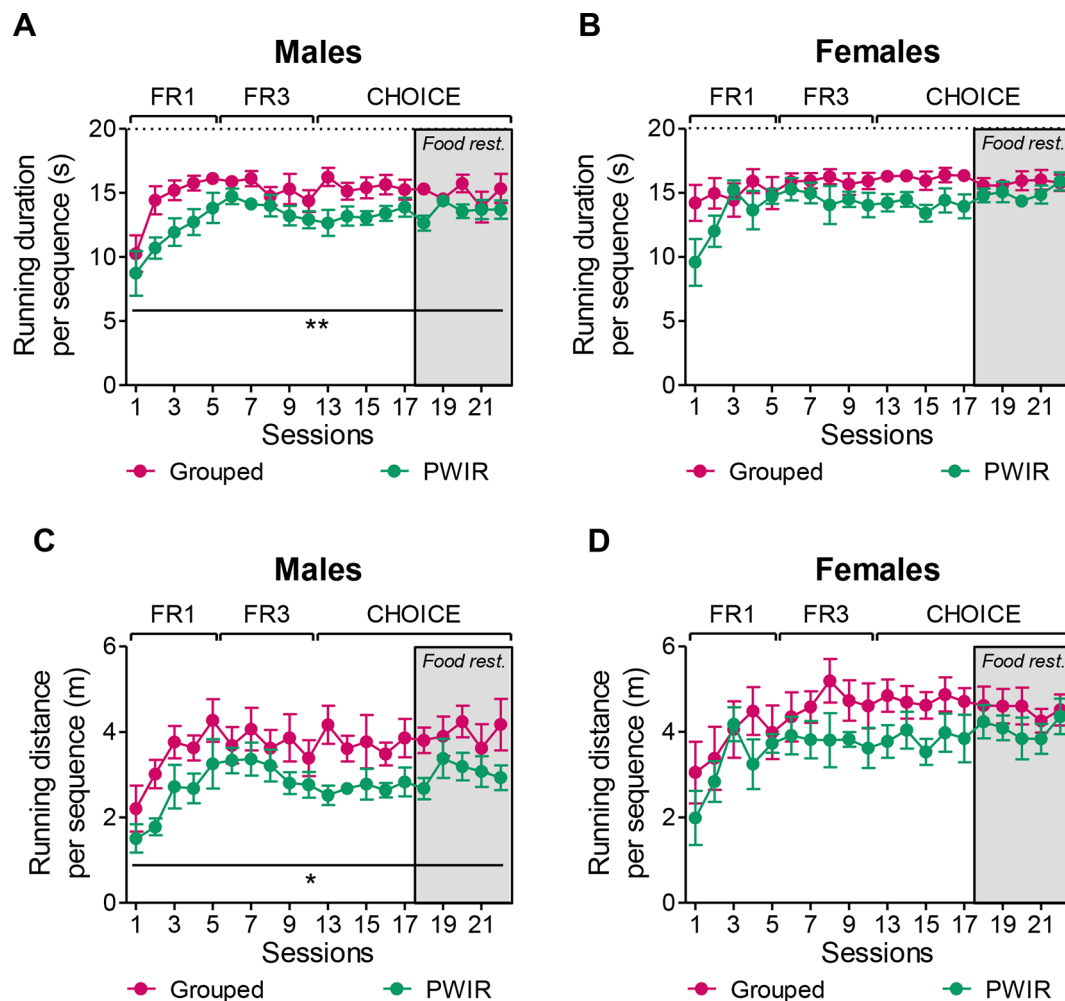 A
Males
FR1 FR3 CHOICE
Running duration
per sequence (s)
20
15
10
5
0
Food rest.
**
1 3 5 7 9 13 15 17 19 21
Sessions
Grouped PWIR
B
Females
FR1 FR3 CHOICE
Running duration
per sequence (s)
20
15
10
5
0
Food rest.
1 3 5 7 9 13 15 17 19 21
Sessions
Grouped PWIR
C
Males
FR1 FR3 CHOICE
Running distance
per sequence (m)
6
4
2
0
Food rest.
*
1 3 5 7 9 13 15 17 19 21
Sessions
Grouped PWIR
D
Females
FR1 FR3 CHOICE
Running distance
per sequence (m)
6
4
2
0
Food rest.
1 3 5 7 9 13 15 17 19 21
Sessions
Grouped PWIR